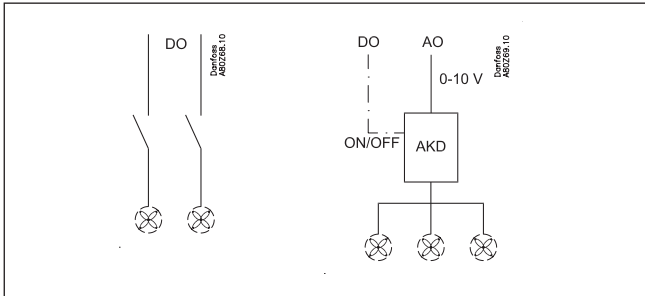 DO
Danfoss
A80Z68.10
DO
AO
Danfoss
A80Z69.10
0-10 V
ON/OFF
AKD